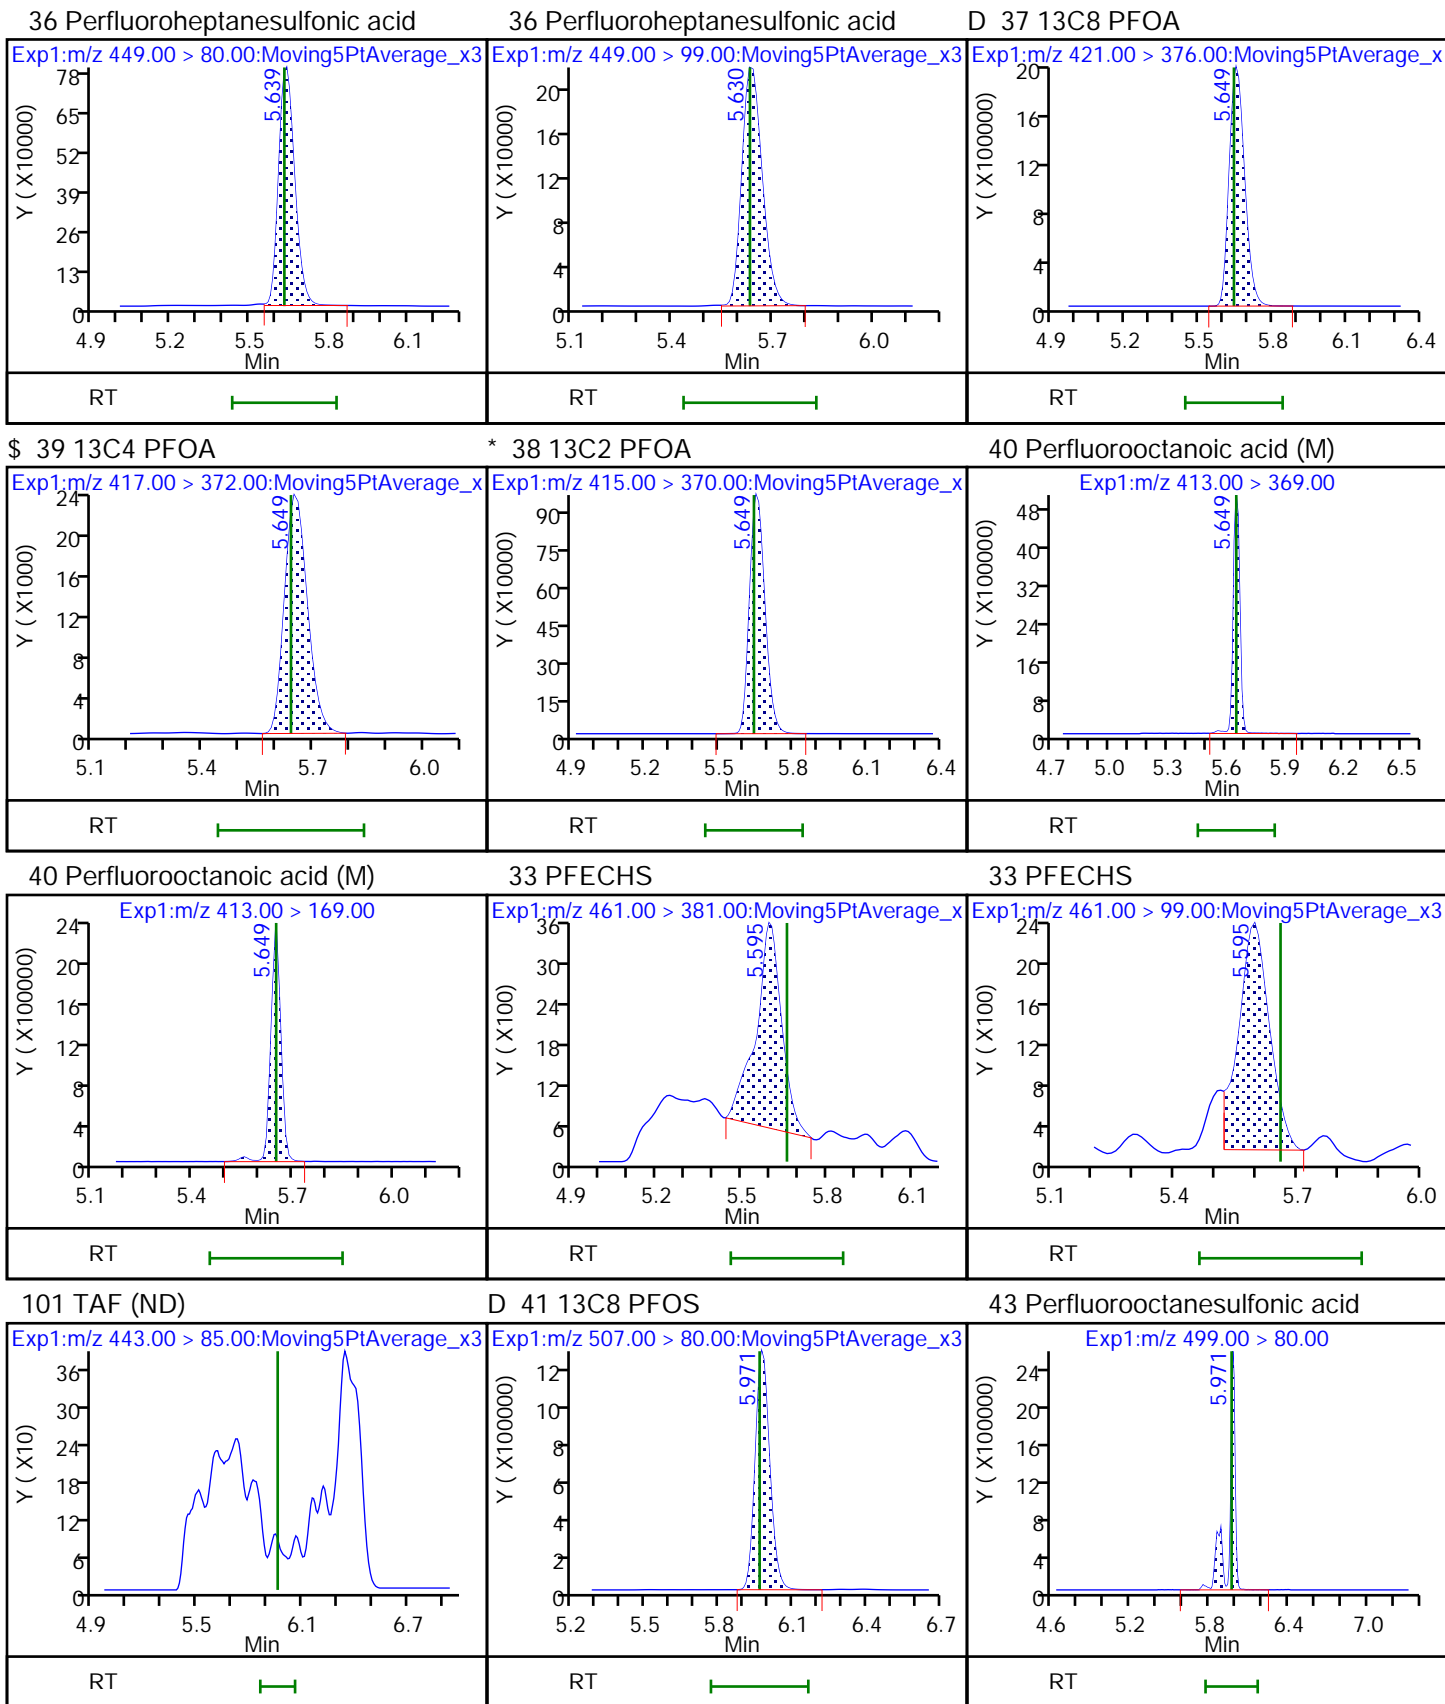 36 Perfluoroheptanesulfonic acid
Exp1:m/z 449.00 > 80.00:Moving5PtAverage_x3
5.639
Y ( X10000)
78
65
52
39
26
13
0
4.9 5.2 5.5 5.8 6.1
Min
RT
36 Perfluoroheptanesulfonic acid
Exp1:m/z 449.00 > 99.00:Moving5PtAverage_x3
5.630
Y ( X10000)
20
16
12
8
4
0
5.1 5.4 5.7 6.0
Min
RT
D 37 13C8 PFOA
Exp1:m/z 421.00 > 376.00:Moving5PtAverage_x
5.649
Y ( X100000)
20
16
12
8
4
0
4.9 5.2 5.5 5.8 6.1 6.4
Min
RT
$ 39 13C4 PFOA
Exp1:m/z 417.00 > 372.00:Moving5PtAverage_x
5.649
Y ( X1000)
24
20
16
12
8
4
0
5.1 5.4 5.7 6.0
Min
RT
* 38 13C2 PFOA
Exp1:m/z 415.00 > 370.00:Moving5PtAverage_x
5.649
Y ( X10000)
90
75
60
45
30
15
0
4.9 5.2 5.5 5.8 6.1 6.4
Min
RT
40 Perfluorooctanoic acid (M)
Exp1:m/z 413.00 > 369.00
5.649
Y ( X100000)
48
40
32
24
16
8
0
4.7 5.0 5.3 5.6 5.9 6.2 6.5
Min
RT
40 Perfluorooctanoic acid (M)
Exp1:m/z 413.00 > 169.00
5.649
Y ( X100000)
24
20
16
12
8
4
0
5.1 5.4 5.7 6.0
Min
RT
33 PFECHS
Exp1:m/z 461.00 > 381.00:Moving5PtAverage_x
5.595
Y ( X100)
36
30
24
18
12
6
0
4.9 5.2 5.5 5.8 6.1
Min
RT
33 PFECHS
Exp1:m/z 461.00 > 99.00:Moving5PtAverage_x3
5.595
Y ( X100)
24
20
16
12
8
4
0
5.1 5.4 5.7 6.0
Min
RT
101 TAF (ND)
Exp1:m/z 443.00 > 85.00:Moving5PtAverage_x3
Y ( X10)
36
30
24
18
12
6
0
4.9 5.5 6.1 6.7
Min
RT
D 41 13C8 PFOS
Exp1:m/z 507.00 > 80.00:Moving5PtAverage_x3
5.971
Y ( X100000)
12
10
8
6
4
2
0
5.2 5.5 5.8 6.1 6.4 6.7
Min
RT
43 Perfluorooctanesulfonic acid
Exp1:m/z 499.00 > 80.00
5.971
Y ( X100000)
24
20
16
12
8
4
0
4.6 5.2 5.8 6.4 7.0
Min
RT